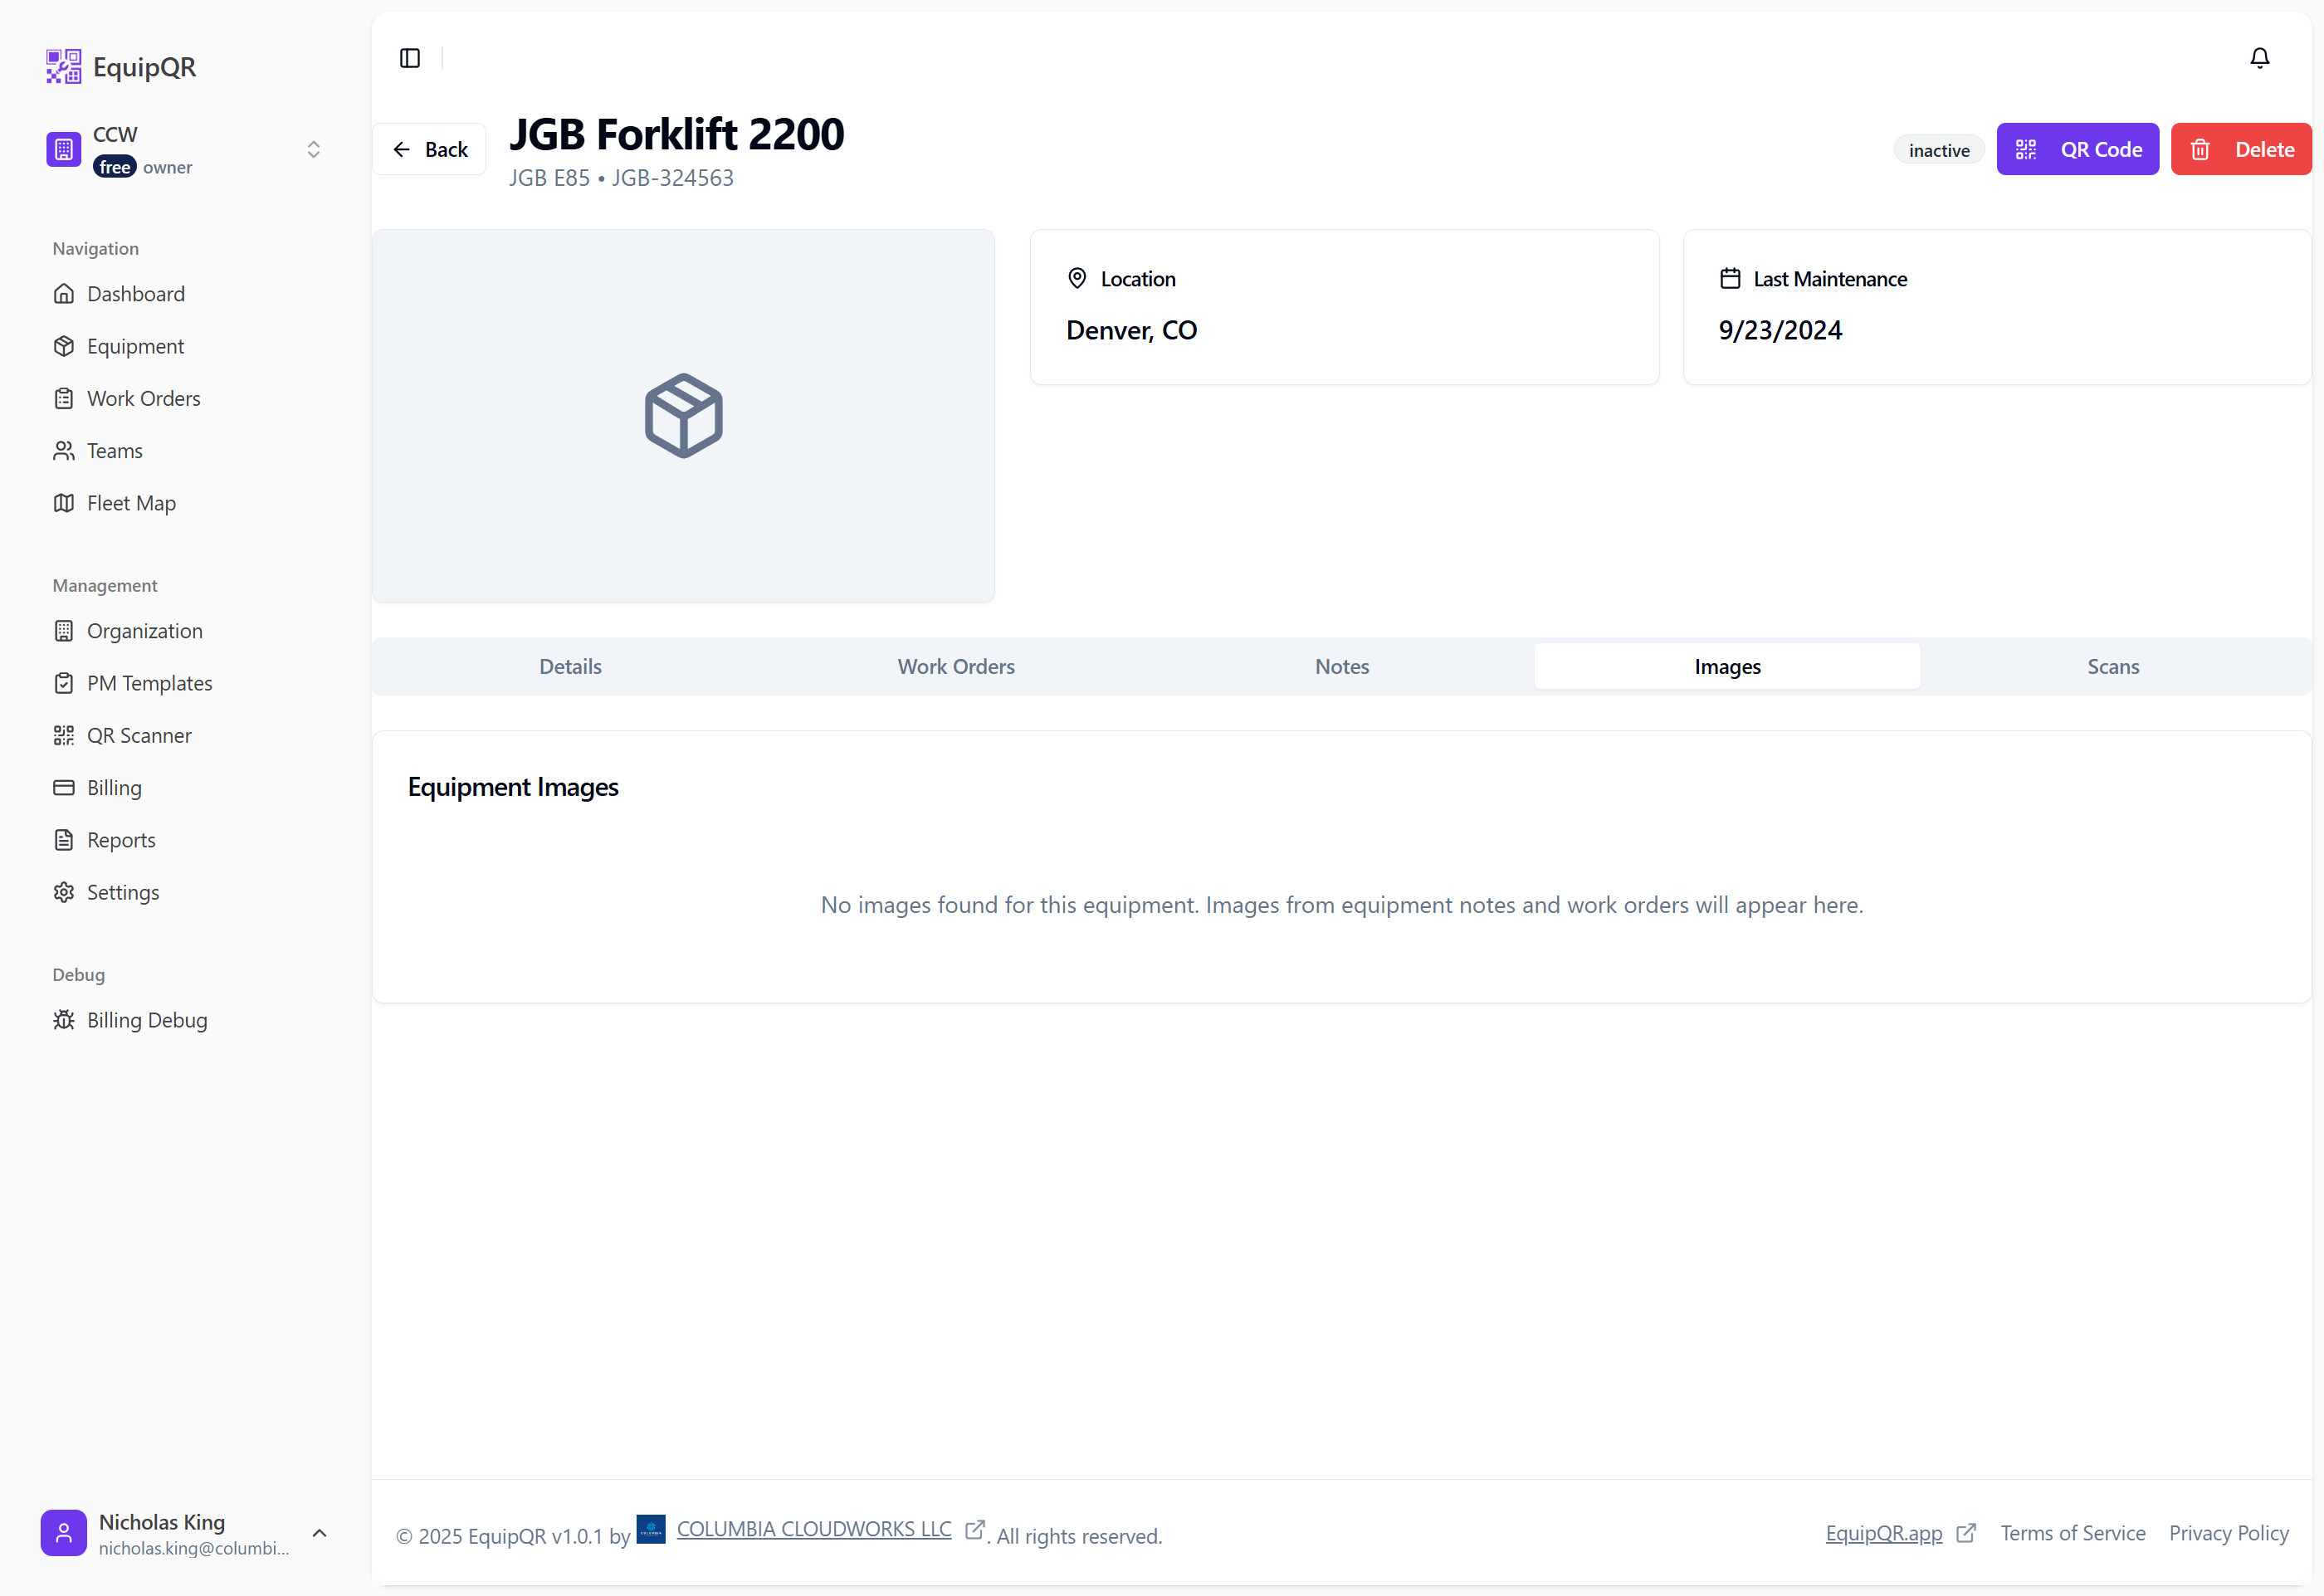 EquipQR
CCW
free owner
Navigation
Dashboard
Equipment
Work Orders
Teams
Fleet Map
Management
Organization
PM Templates
QR Scanner
Billing
Reports
Settings
Debug
Billing Debug
Nicholas King
nicholas.king@columbi...
Back
JGB Forklift 2200
JGB E85 • JGB-324563
inactive
QR Code
Delete
Location
Denver, CO
Last Maintenance
9/23/2024
Details
Work Orders
Notes
Images
Scans
Equipment Images
No images found for this equipment. Images from equipment notes and work orders will appear here.
© 2025 EquipQR v1.0.1 by COLUMBIA CLOUDWORKS LLC . All rights reserved.
EquipQR.app
Terms of Service
Privacy Policy